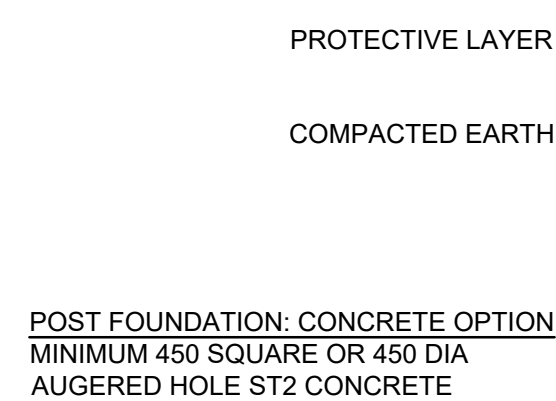 PROTECTIVE LAYER
COMPACTED EARTH
POST FOUNDATION: CONCRETE OPTION
MINIMUM 450 SQUARE OR 450 DIA
AUGERED HOLE ST2 CONCRETE